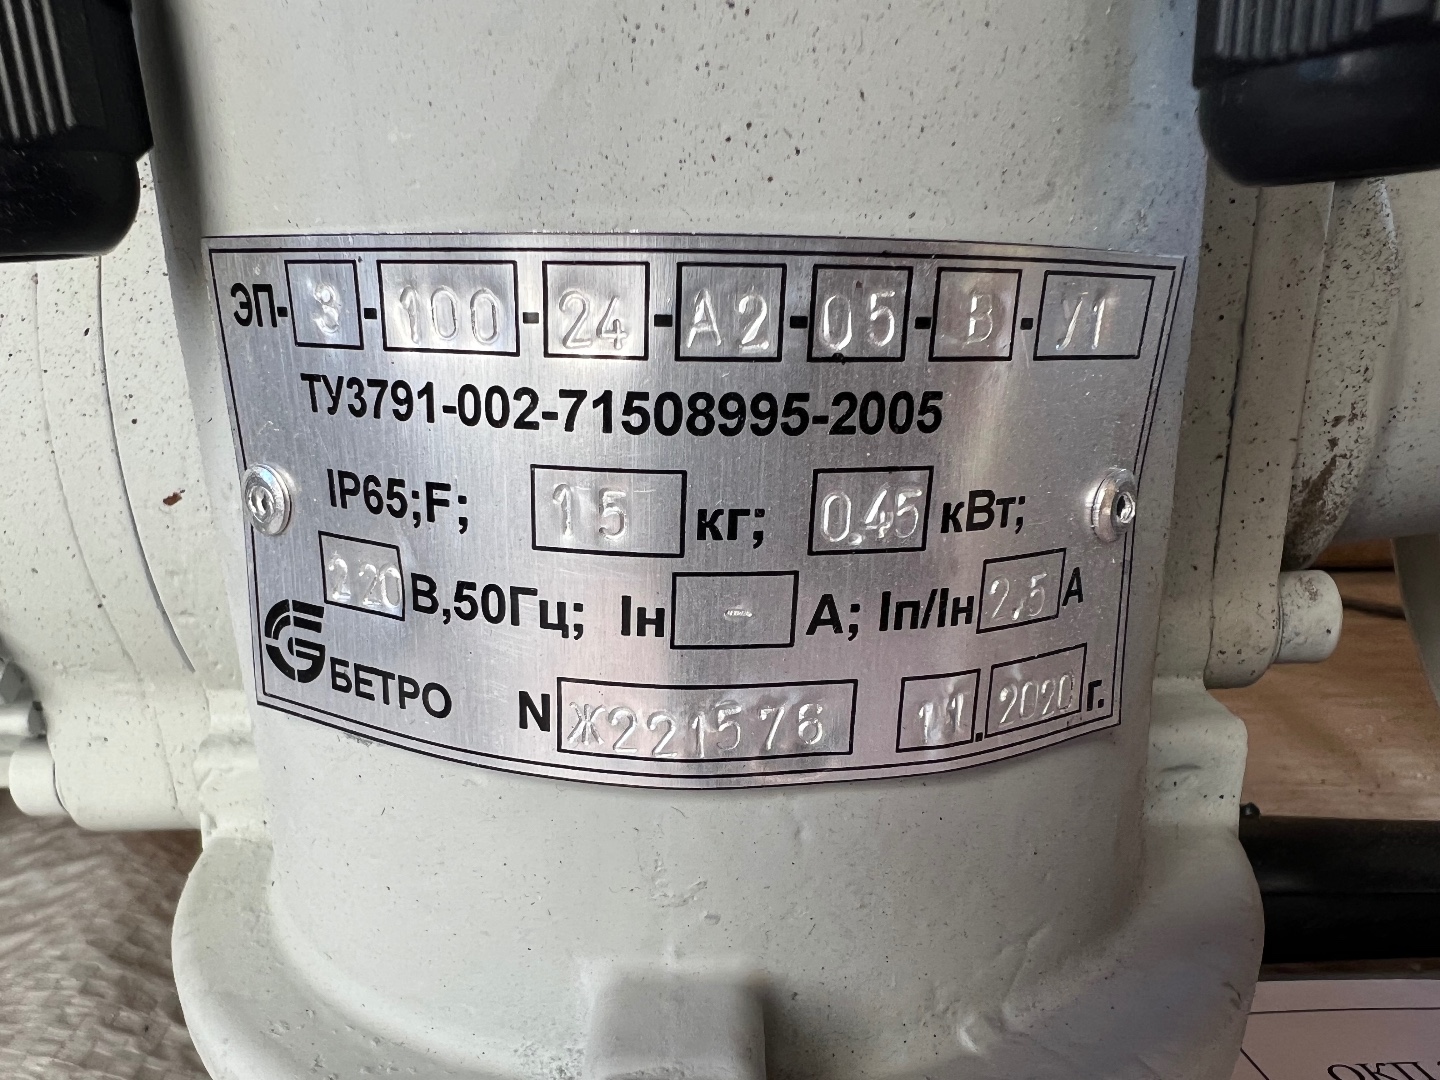 ЭП-3-100-24-А2-05-В-У1
ТУ3791-002-71508995-2005
IP65;F; 15 кг; 0.45 кВт;
220 В,50Гц; Iн - А; Iп/Iн 2,5 А
БЕТРО N Ж221576 11.2020 г.
ОКП